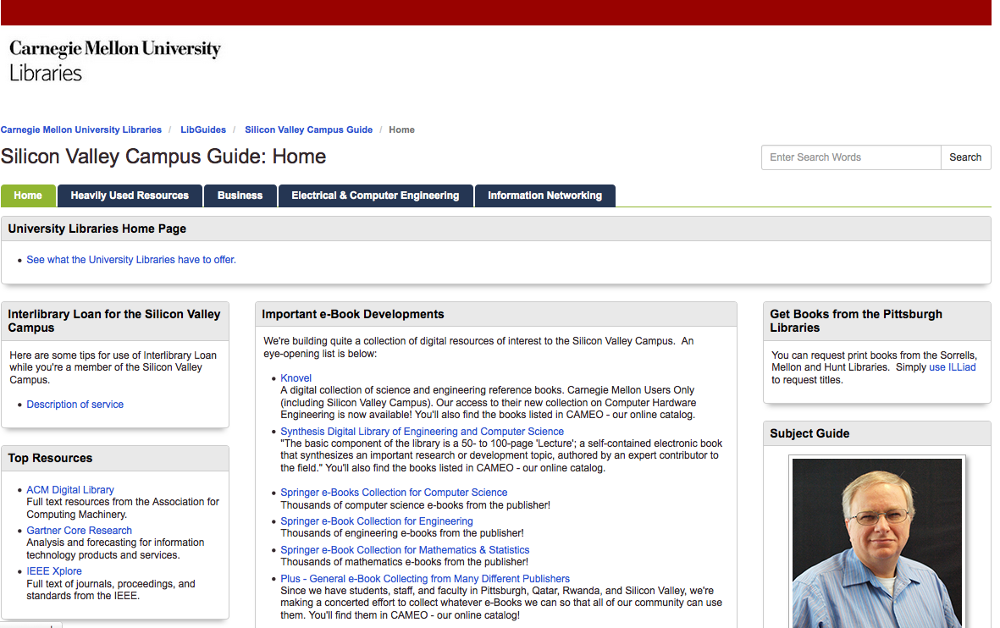 Carnegie Mellon University
Libraries
Carnegie Mellon University Libraries / LibGuides / Silicon Valley Campus Guide / Home
Silicon Valley Campus Guide: Home
Enter Search Words
Search
Home
Heavily Used Resources
Business
Electrical & Computer Engineering
Information Networking
University Libraries Home Page
See what the University Libraries have to offer.
Interlibrary Loan for the Silicon Valley
Campus
Here are some tips for use of Interlibrary Loan
while you're a member of the Silicon Valley
Campus.
Description of service
Top Resources
ACM Digital Library
Full text resources from the Association for
Computing Machinery.
Gartner Core Research
Analysis and forecasting for information
technology products and services.
IEEE Xplore
Full text of journals, proceedings, and
standards from the IEEE.
Important e-Book Developments
We're building quite a collection of digital resources of interest to the Silicon Valley Campus. An
eye-opening list is below:
Knovel
A digital collection of science and engineering reference books. Carnegie Mellon Users Only
(including Silicon Valley Campus). Our access to their new collection on Computer Hardware
Engineering is now available! You'll also find the books listed in CAMEO - our online catalog.
Synthesis Digital Library of Engineering and Computer Science
"The basic component of the library is a 50- to 100-page 'Lecture'; a self-contained electronic book
that synthesizes an important research or development topic, authored by an expert contributor to
the field." You'll also find the books listed in CAMEO - our online catalog.
Springer e-Books Collection for Computer Science
Thousands of computer science e-books from the publisher!
Springer e-Book Collection for Engineering
Thousands of engineering e-books from the publisher!
Springer e-Book Collection for Mathematics & Statistics
Thousands of mathematics e-books from the publisher!
Plus - General e-Book Collecting from Many Different Publishers
Since we have students, staff, and faculty in Pittsburgh, Qatar, Rwanda, and Silicon Valley, we're
making a concerted effort to collect whatever e-Books we can so that all of our community can use
them. You'll find them in CAMEO - our online catalog!
Get Books from the Pittsburgh
Libraries
You can request print books from the Sorrells,
Mellon and Hunt Libraries. Simply use ILLiad
to request titles.
Subject Guide